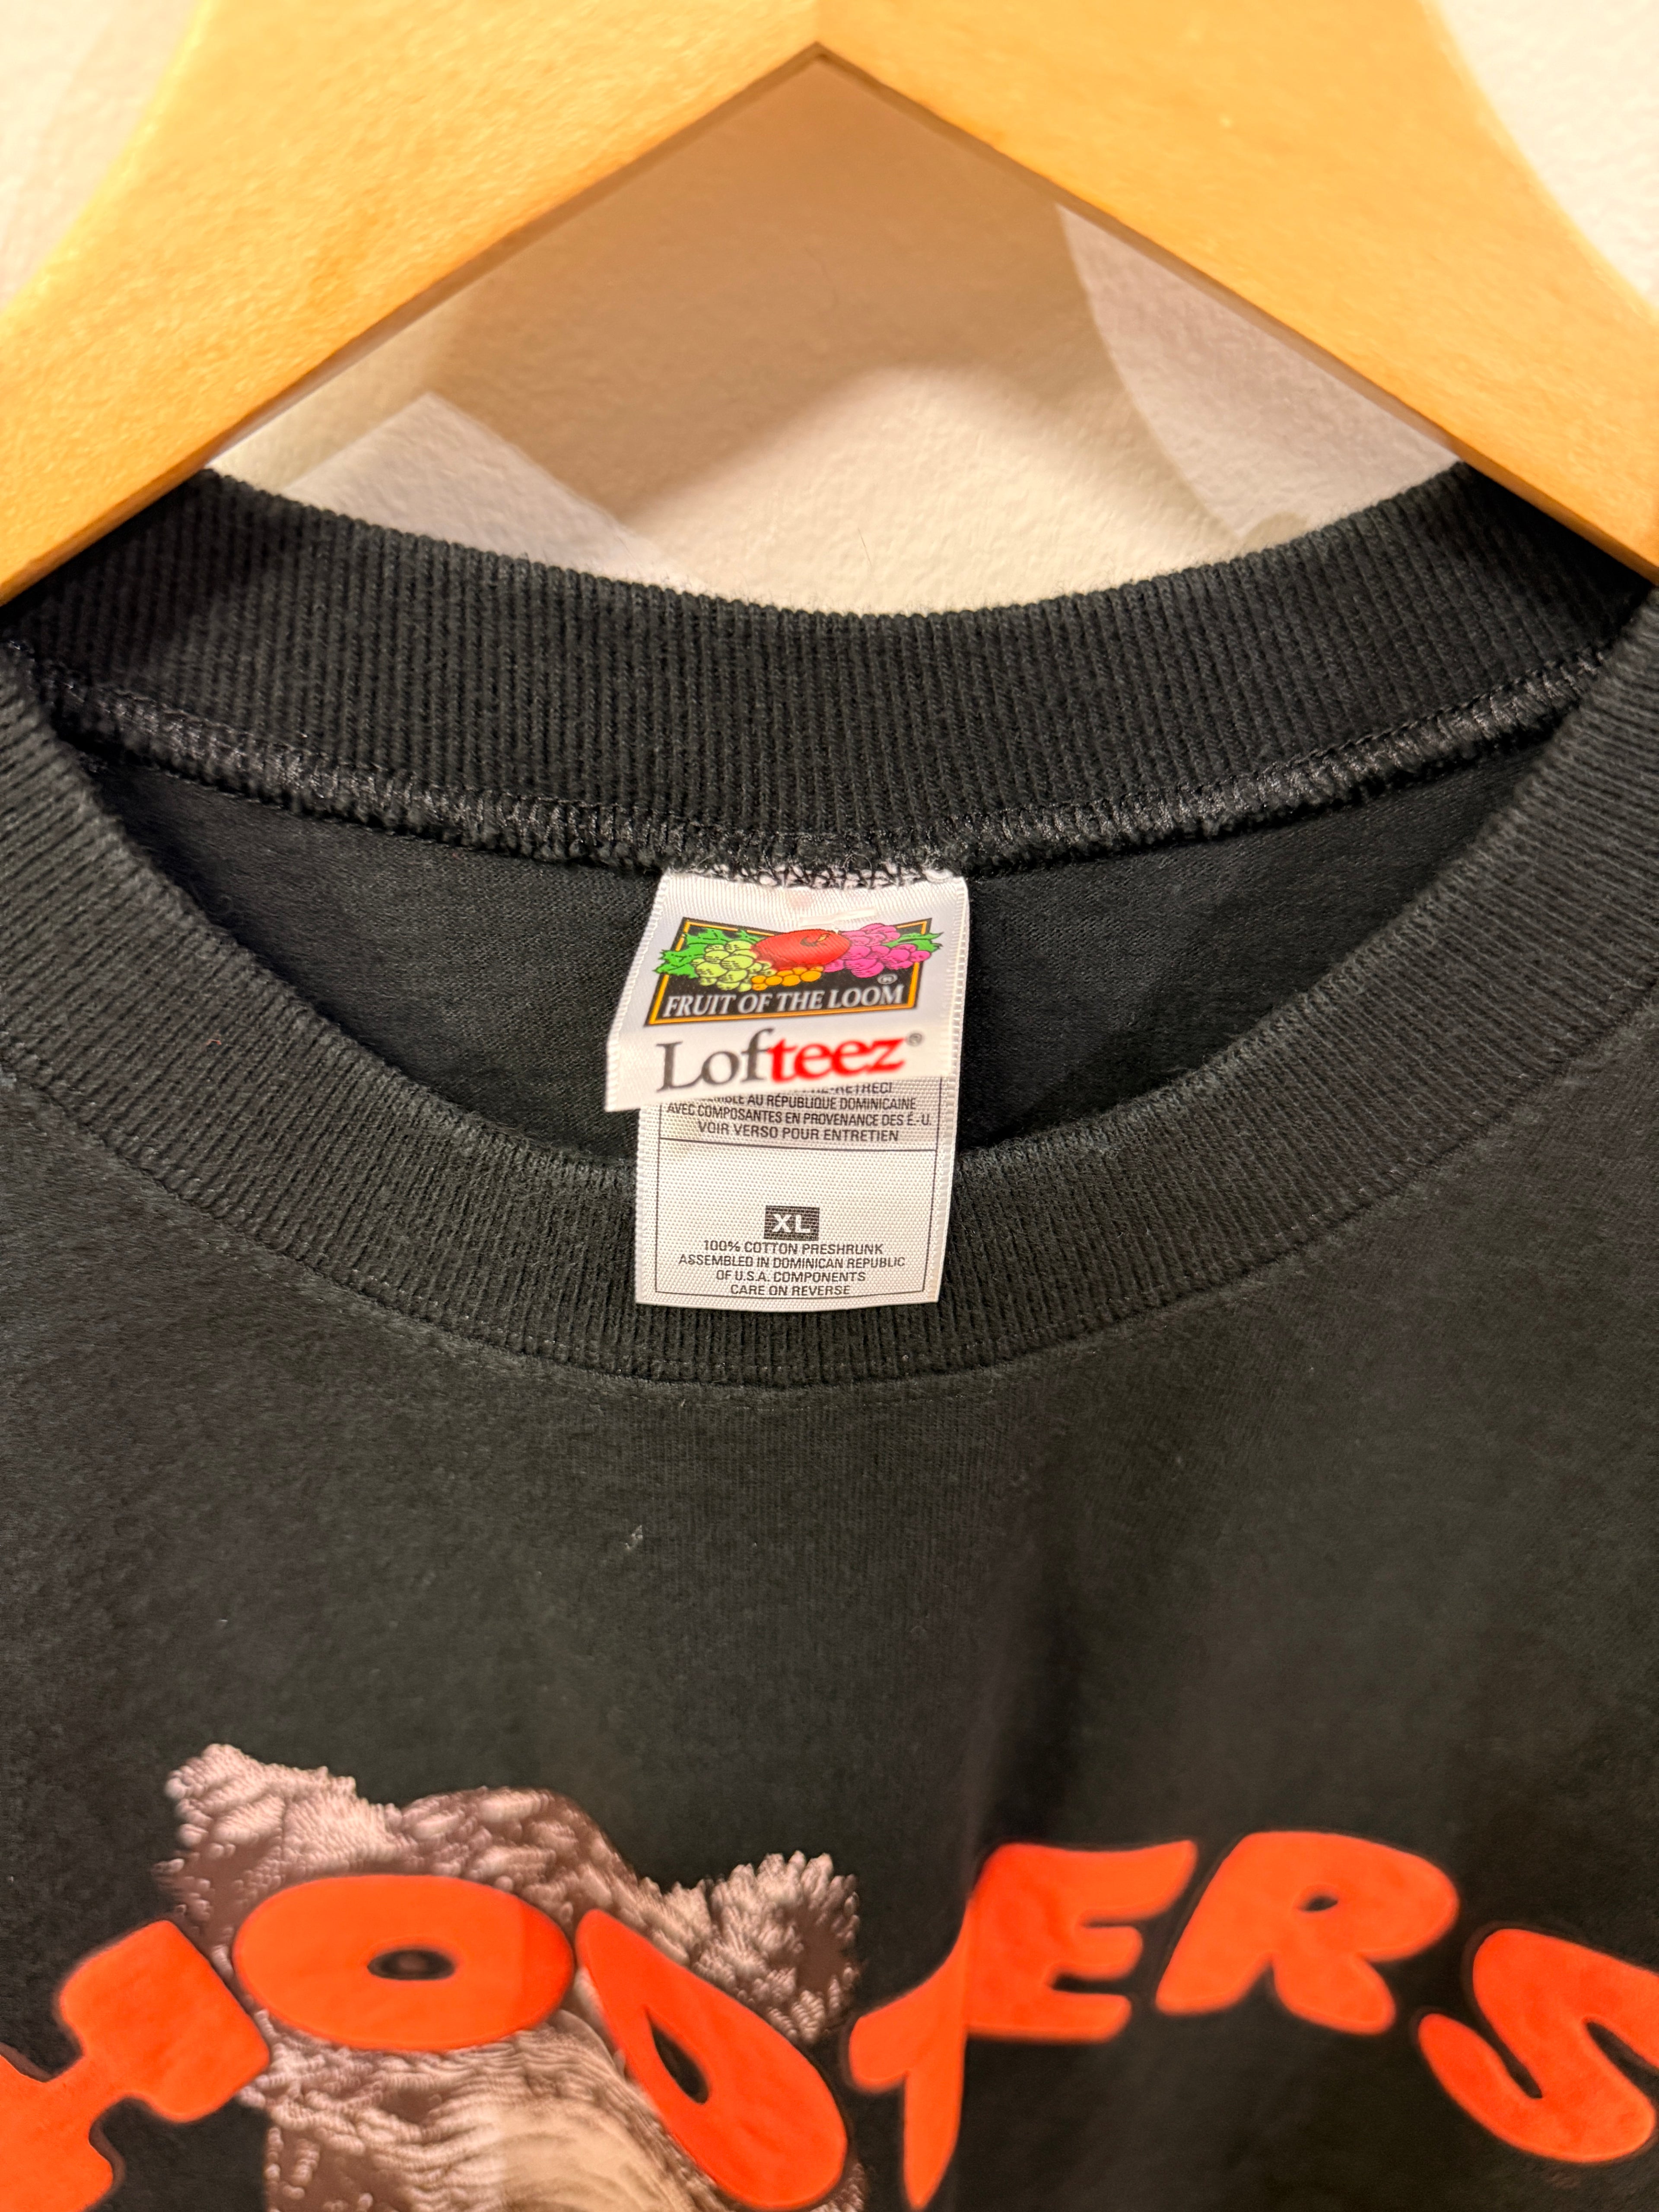 FRUIT OF THE LOOM®
Lofteez®
AU RÉPUBLIQUE DOMINICAINE
AVEC COMPOSANTES EN PROVENANCE DES É.-U.
VOIR VERSO POUR ENTRETIEN
XL
100% COTTON PRESHRUNK
ASSEMBLED IN DOMINICAN REPUBLIC
OF U.S.A. COMPONENTS
CARE ON REVERSE
HOOTERS